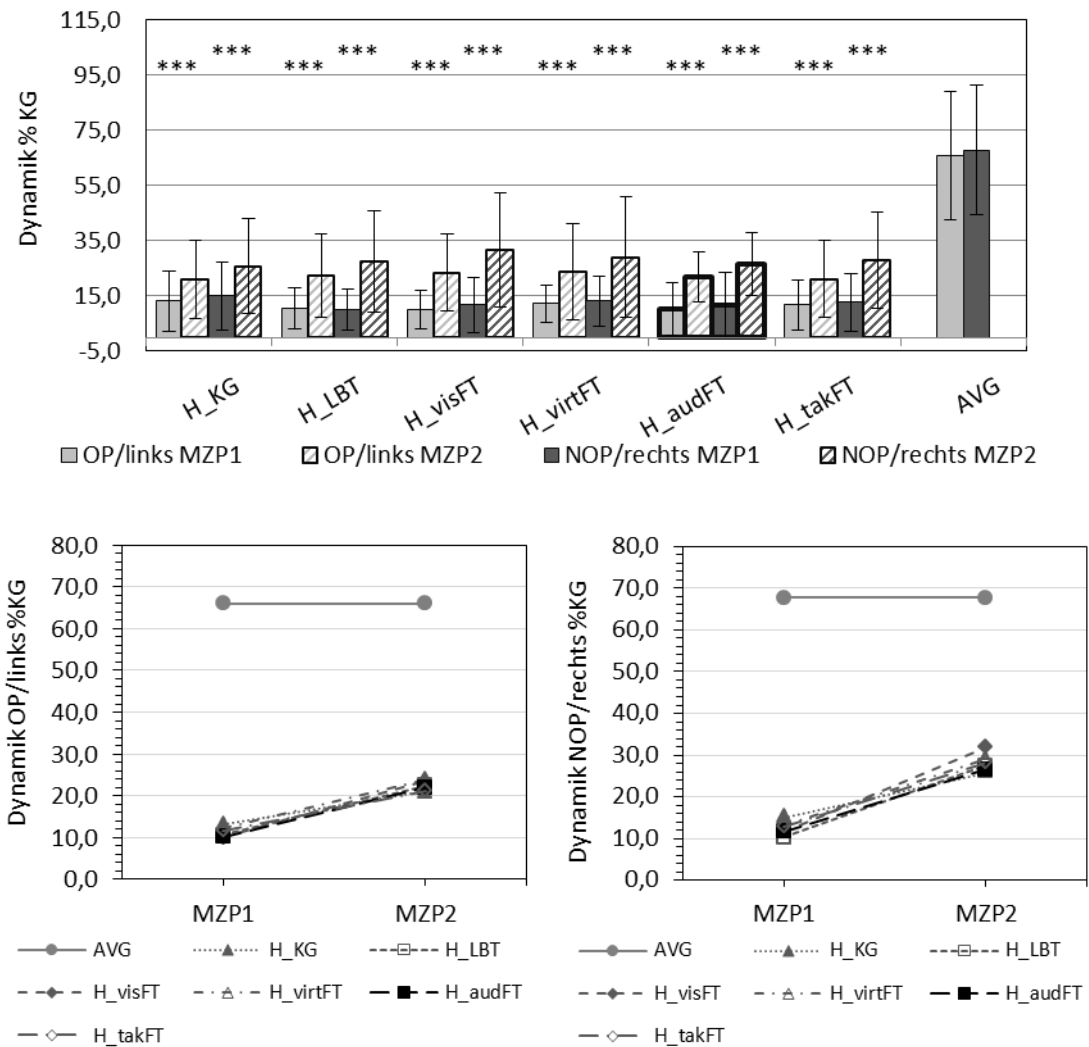 115,0
*** *** *** *** *** ***
*** *** *** *** *** ***
95,0
75,0
55,0
35,0
15,0
-5,0
Dynamik % KG
H_KG H_LBT H_visFT H_virtFT H_audFT H_takFT AVG
OP/links MZP1 OP/links MZP2 NOP/rechts MZP1 NOP/rechts MZP2
80,0
70,0
60,0
50,0
40,0
30,0
20,0
10,0
0,0
Dynamik OP/links %KG
MZP1 MZP2
AVG H_KG H_LBT
H_visFT H_virtFT H_audFT
H_takFT
80,0
70,0
60,0
50,0
40,0
30,0
20,0
10,0
0,0
Dynamik NOP/rechts %KG
MZP1 MZP2
AVG H_KG H_LBT
H_visFT H_virtFT H_audFT
H_takFT